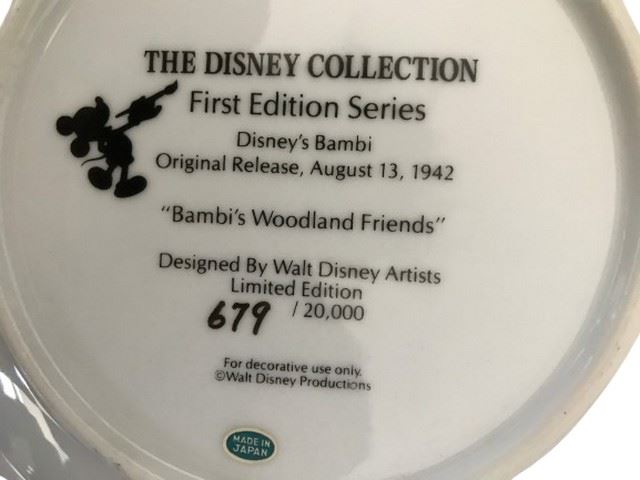 THE DISNEY COLLECTION
First Edition Series
Disney's Bambi
Original Release, August 13, 1942
"Bambi's Woodland Friends"
Designed By Walt Disney Artists
Limited Edition
679 / 20,000
For decorative use only.
©Walt Disney Productions
MADE IN
JAPAN